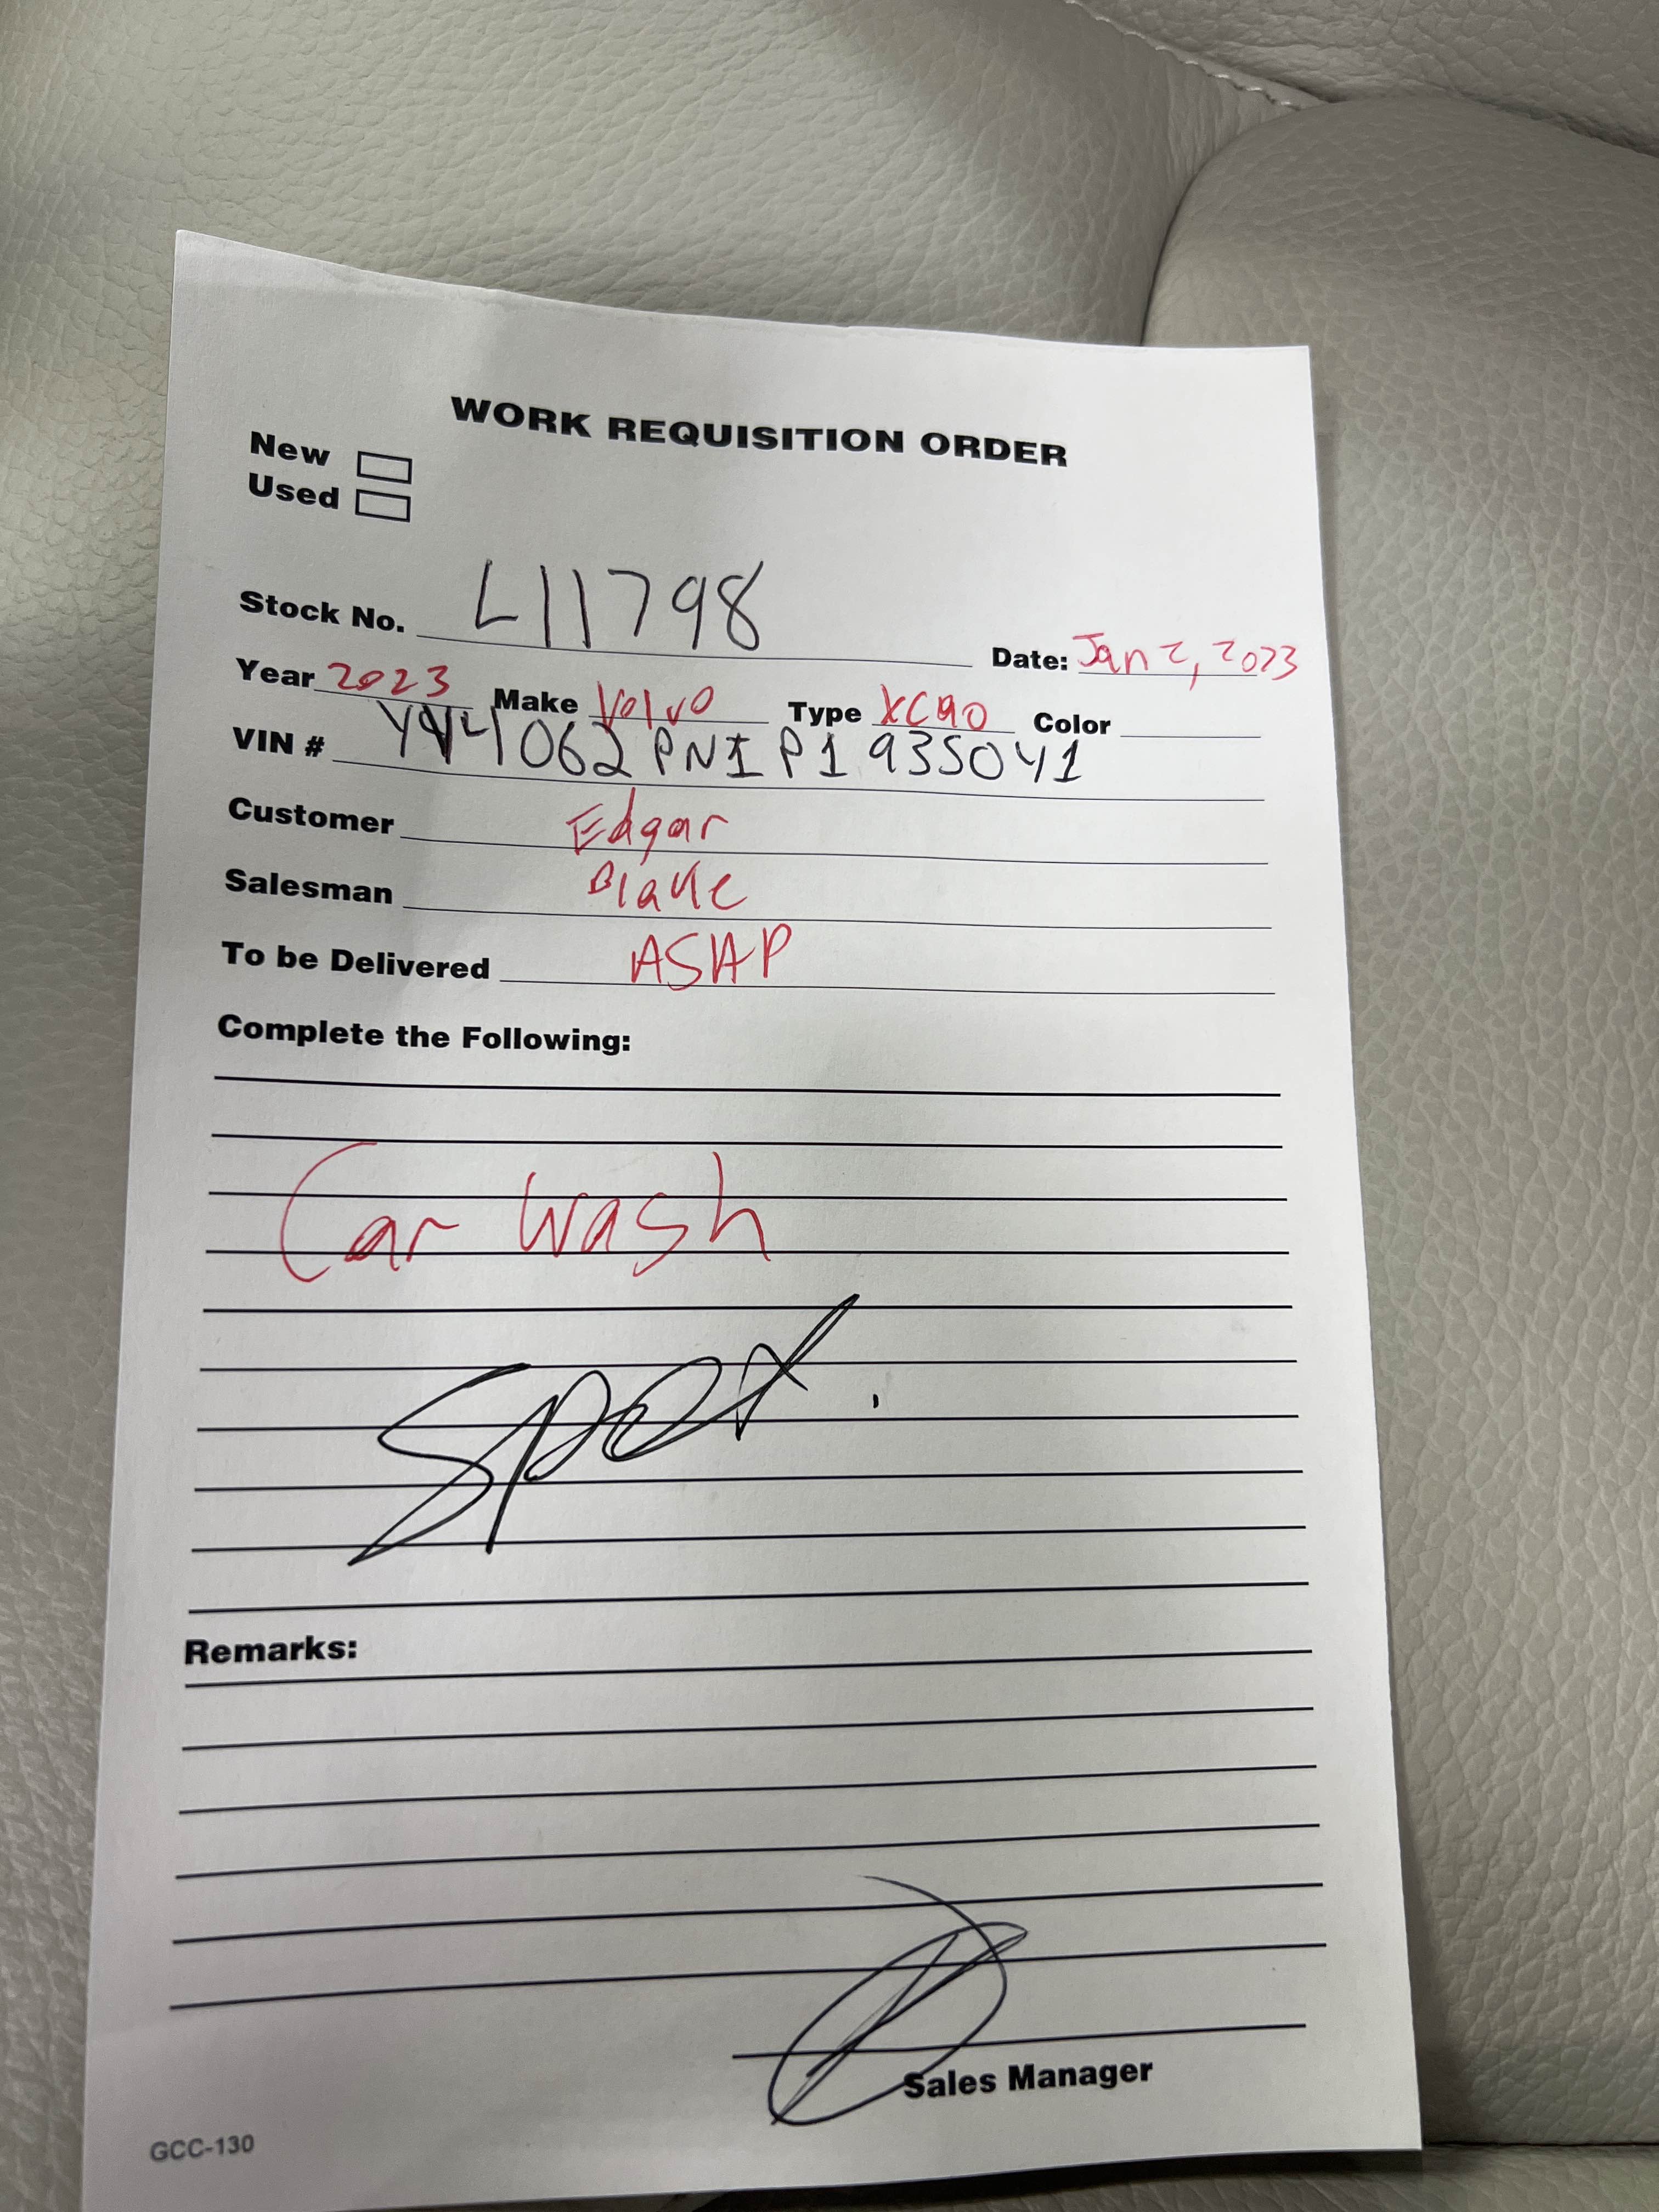 WORK REQUISITION ORDER
New
Used
Stock No. L11798
Date: Jan 2, 2023
Year 2023 Make Volvo Type XC90 Color
VIN # YV4062PN1P1935041
Customer Edgar
Salesman Blake
To be Delivered ASAP
Complete the Following:
Car Wash
Spot.
Remarks:
Sales Manager
GCC-130